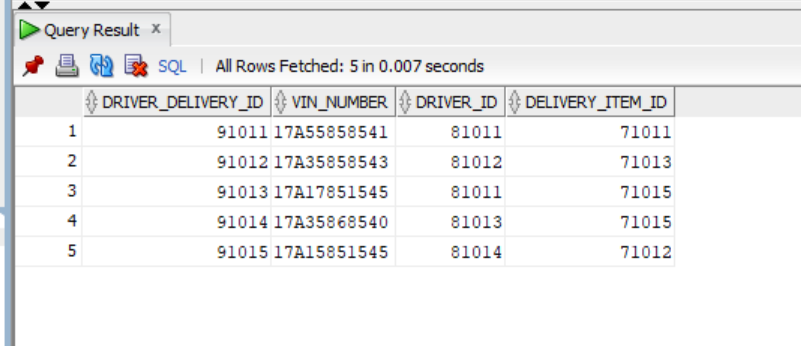 Query Result x
SQL | All Rows Fetched: 5 in 0.007 seconds
DRIVER_DELIVERY_ID VIN_NUMBER DRIVER_ID DELIVERY_ITEM_ID
1 91011 17A55858541 81011 71011
2 91012 17A35858543 81012 71013
3 91013 17A17851545 81011 71015
4 91014 17A35868540 81013 71015
5 91015 17A15851545 81014 71012